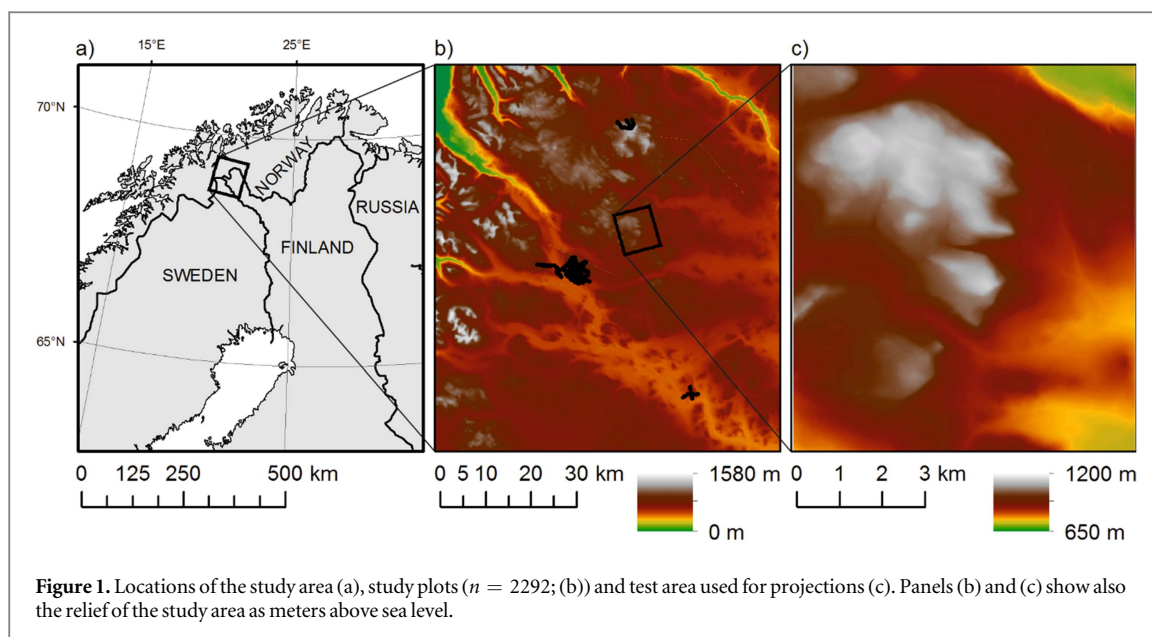 a)
15°E
25°E
b)
c)
70°N
NORWAY
RUSSIA
FINLAND
SWEDEN
65°N
0 125 250 500 km
0 5 10 20 30 km
1580 m
0 m
0 1 2 3 km
1200 m
650 m
Figure 1. Locations of the study area (a), study plots (n = 2292; (b)) and test area used for projections (c). Panels (b) and (c) show also
the relief of the study area as meters above sea level.